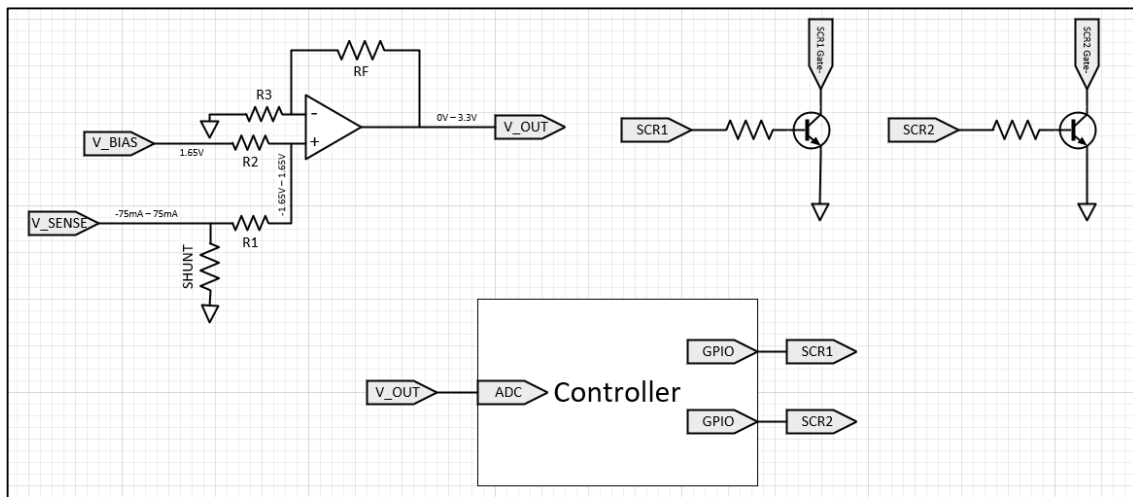 RF
R3
-
V_BIAS
1.65V
R2
+
0V – 3.3V
V_OUT
-1.65V – 1.65V
V_SENSE
-75mA – 75mA
R1
SHUNT
SCR1
SCR1 Gate-
SCR2
SCR2 Gate-
V_OUT
ADC
Controller
GPIO
SCR1
GPIO
SCR2